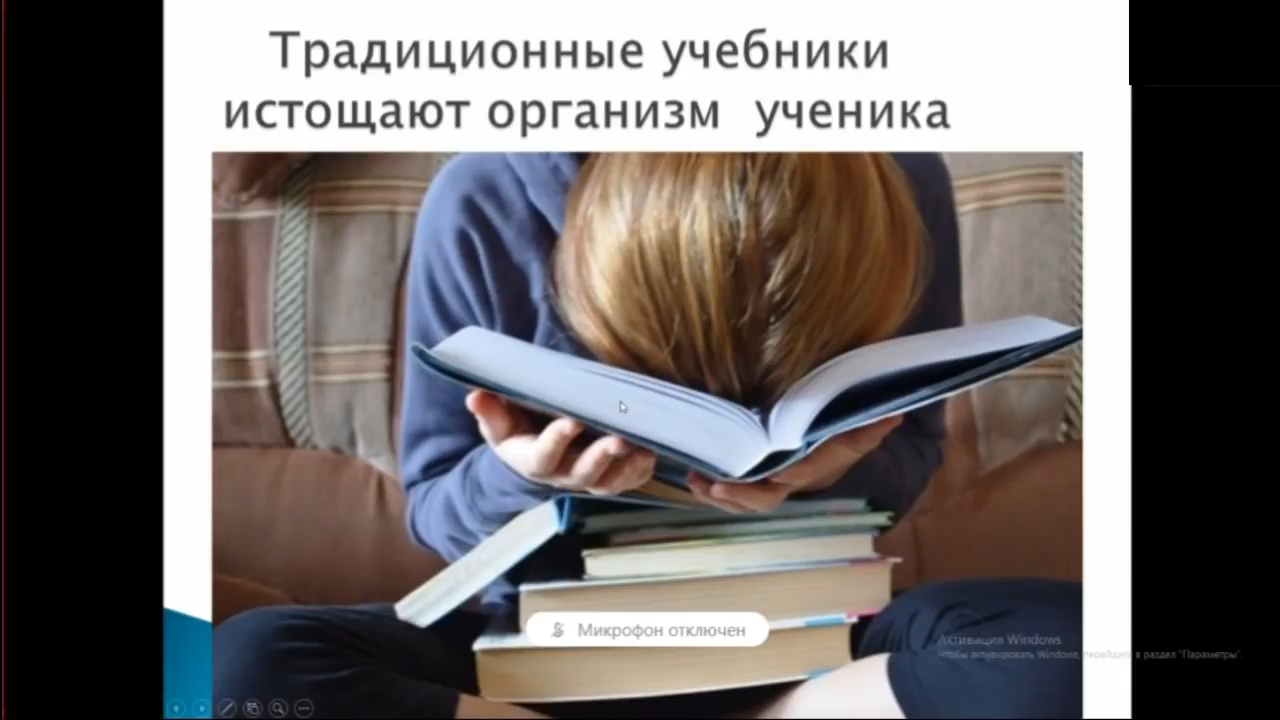 Традиционные учебники
истощают организм ученика
Микрофон отключен
Активация Windows
Чтобы активировать Windows, перейдите в раздел "Параметры".